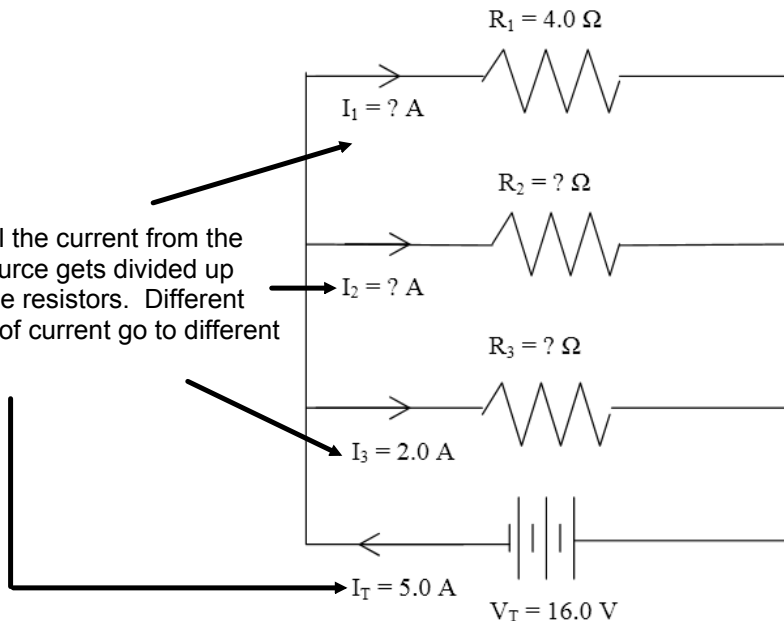 R₁ = 4.0 Ω
I₁ = ? A
R₂ = ? Ω
the current from the
gets divided up
resistors. Different
of current go to different
I₂ = ? A
R₃ = ? Ω
I₃ = 2.0 A
I_T = 5.0 A
V_T = 16.0 V